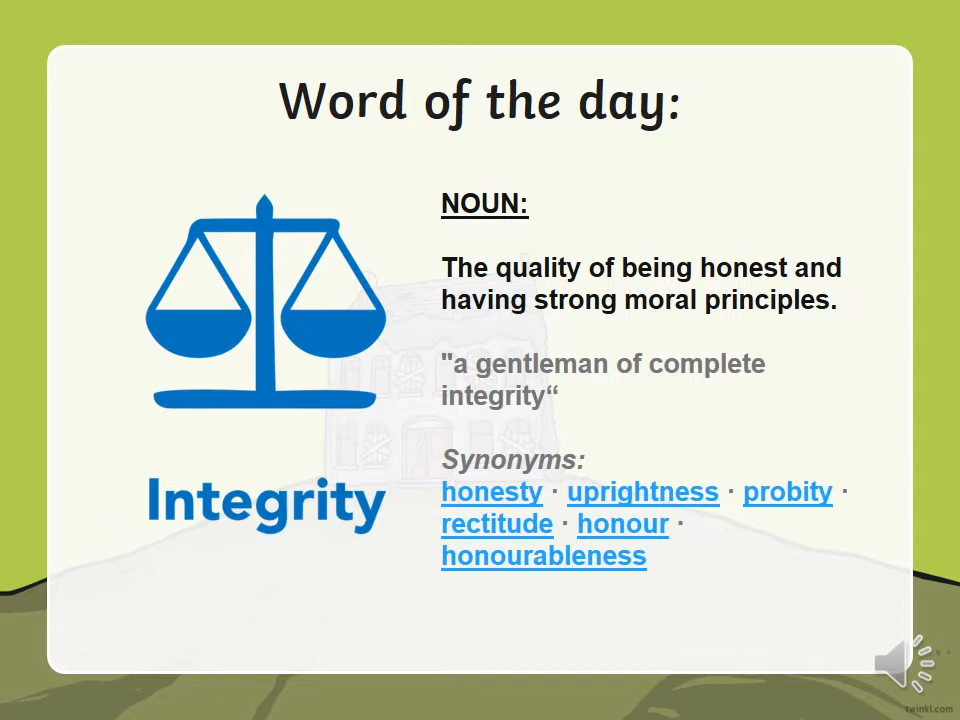 Word of the day:
NOUN:
The quality of being honest and
having strong moral principles.
"a gentleman of complete
integrity“
Synonyms:
honesty · uprightness · probity ·
rectitude · honour ·
honourableness
Integrity
twinkl.com